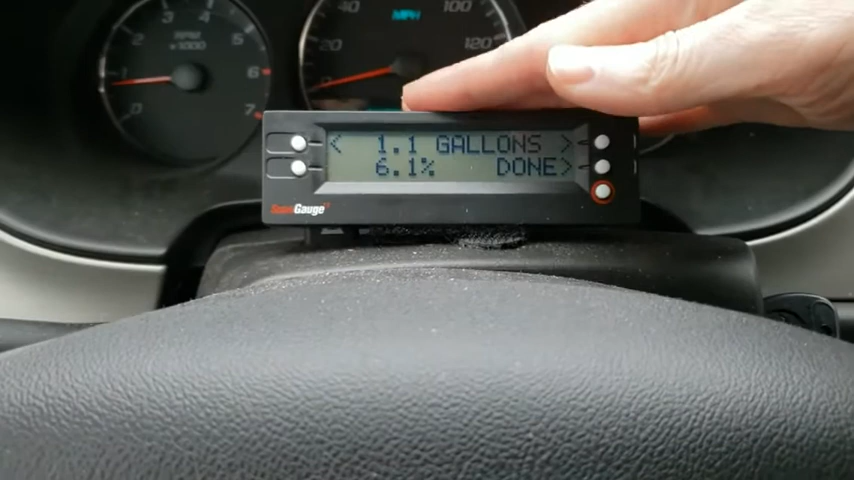 3 4
2 5
RPM
x1000
1 6
0 7
40 MPH 100
20 120
0
< 1.1 GALLONS >
6.1% DONE>
ScanGauge